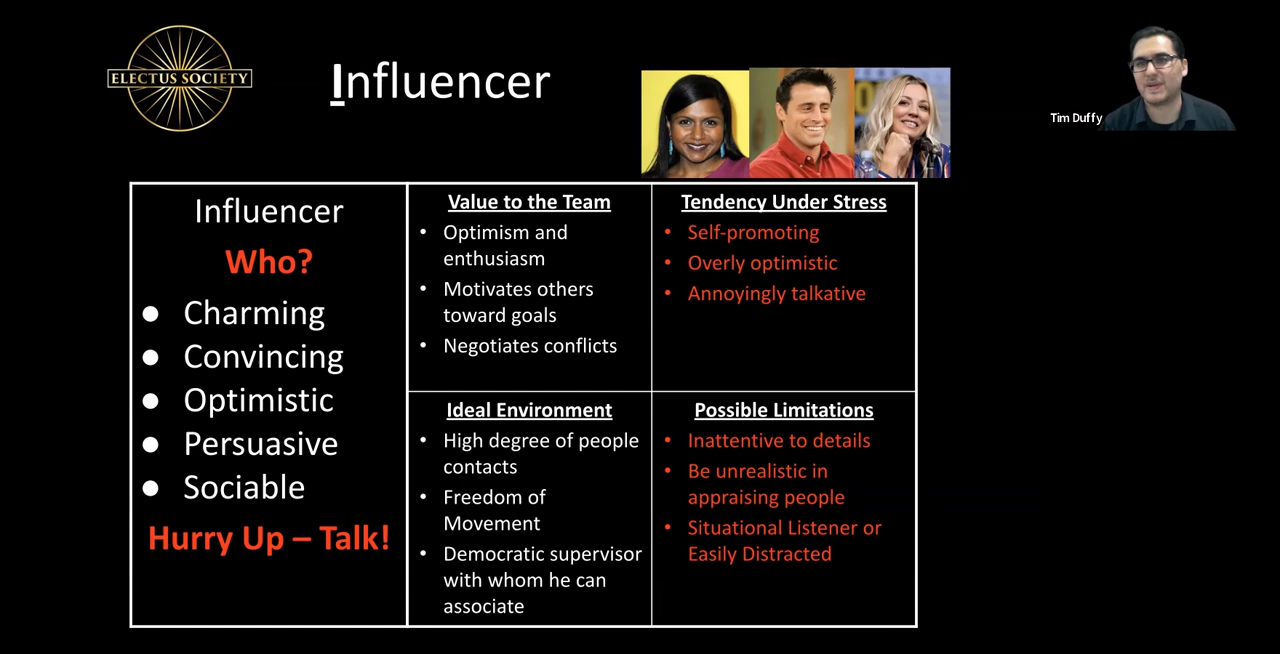 ELECTUS SOCIETY
Influencer
Tim Duffy
Influencer
Who?
● Charming
● Convincing
● Optimistic
● Persuasive
● Sociable
Hurry Up – Talk!
Value to the Team
• Optimism and
enthusiasm
• Motivates others
toward goals
• Negotiates conflicts
Tendency Under Stress
• Self-promoting
• Overly optimistic
• Annoyingly talkative
Ideal Environment
• High degree of people
contacts
• Freedom of
Movement
• Democratic supervisor
with whom he can
associate
Possible Limitations
• Inattentive to details
• Be unrealistic in
appraising people
• Situational Listener or
Easily Distracted